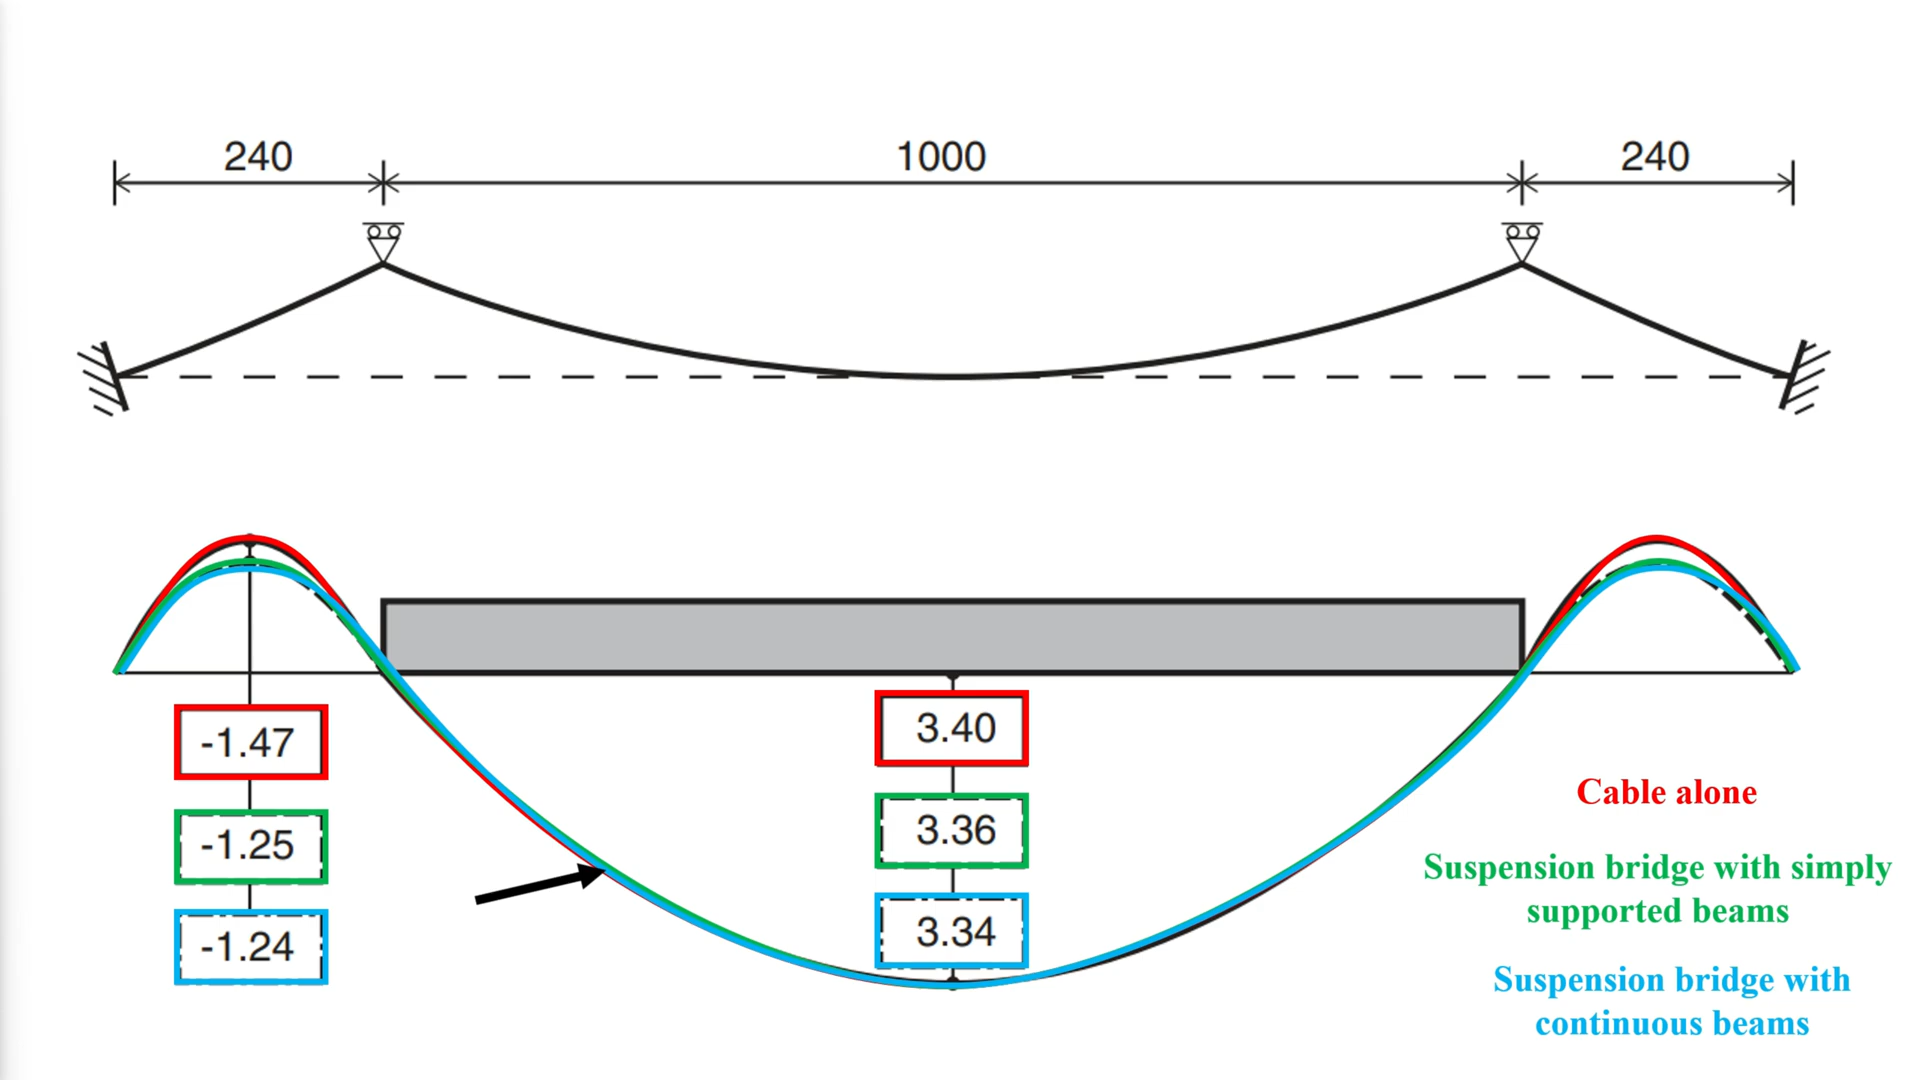 240
1000
240
-1.47
3.40
-1.25
3.36
-1.24
3.34
Cable alone
Suspension bridge with simply
supported beams
Suspension bridge with
continuous beams